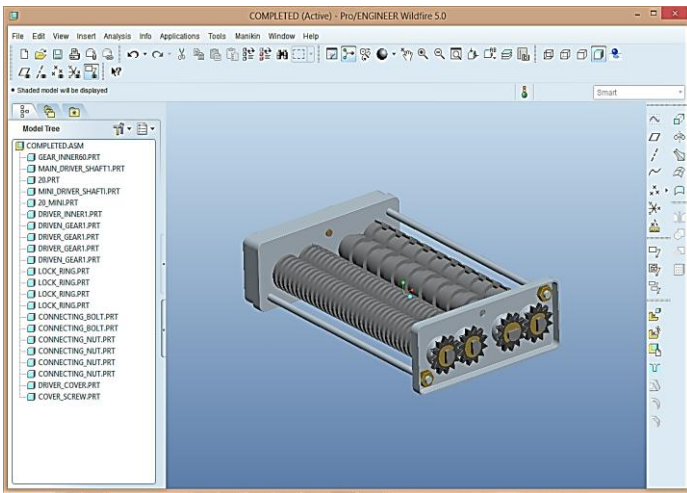 COMPLETED (Active) - Pro/ENGINEER Wildfire 5.0
File Edit View Insert Analysis Info Applications Tools Manikin Window Help
• Shaded model will be displayed
Smart
Model Tree
COMPLETED.ASM
GEAR_INNER60.PRT
MAIN_DRIVER_SHAFT1.PRT
20.PRT
MINI_DRIVER_SHAFTI.PRT
20_MINI.PRT
DRIVER_INNER1.PRT
DRIVEN_GEAR1.PRT
DRIVER_GEAR1.PRT
DRIVER_GEAR1.PRT
DRIVEN_GEAR1.PRT
LOCK_RING.PRT
LOCK_RING.PRT
LOCK_RING.PRT
LOCK_RING.PRT
CONNECTING_BOLT.PRT
CONNECTING_BOLT.PRT
CONNECTING_NUT.PRT
CONNECTING_NUT.PRT
CONNECTING_NUT.PRT
CONNECTING_NUT.PRT
DRIVER_COVER.PRT
COVER_SCREW.PRT